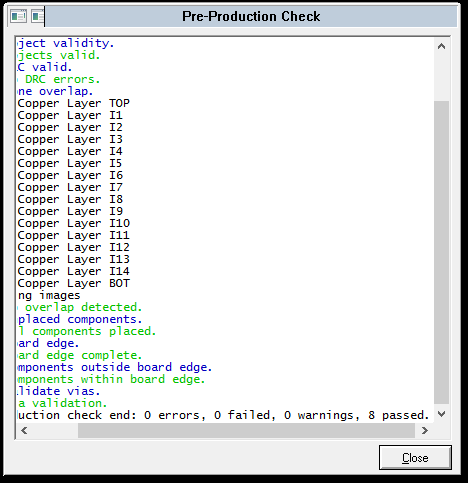 Pre-Production Check
ject validity.
jects valid.
C valid.
DRC errors.
ne overlap.
Copper Layer TOP
Copper Layer I1
Copper Layer I2
Copper Layer I3
Copper Layer I4
Copper Layer I5
Copper Layer I6
Copper Layer I7
Copper Layer I8
Copper Layer I9
Copper Layer I10
Copper Layer I11
Copper Layer I12
Copper Layer I13
Copper Layer I14
Copper Layer BOT
ng images
overlap detected.
placed components.
l components placed.
ard edge.
ard edge complete.
mponents outside board edge.
mponents within board edge.
lidate vias.
a validation.
uction check end: 0 errors, 0 failed, 0 warnings, 8 passed.
Close